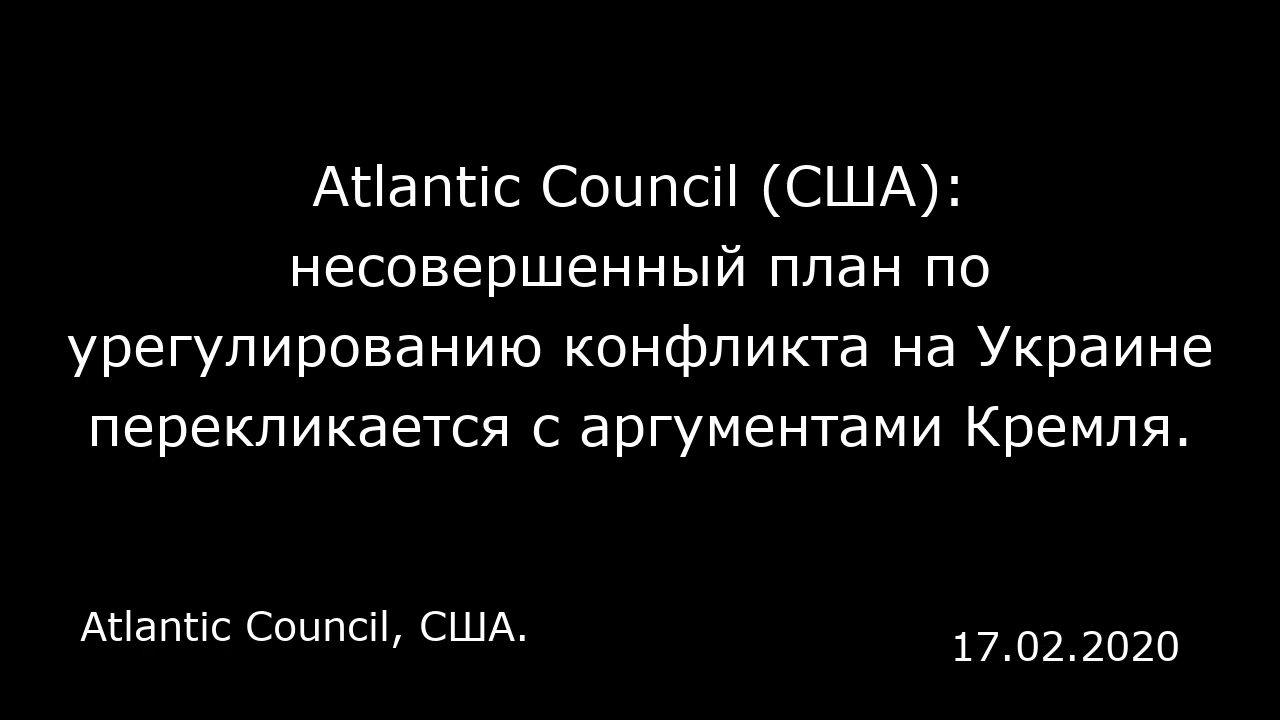 Atlantic Council (США):
несовершенный план по
урегулированию конфликта на Украине
перекликается с аргументами Кремля.
Atlantic Council, США.
17.02.2020